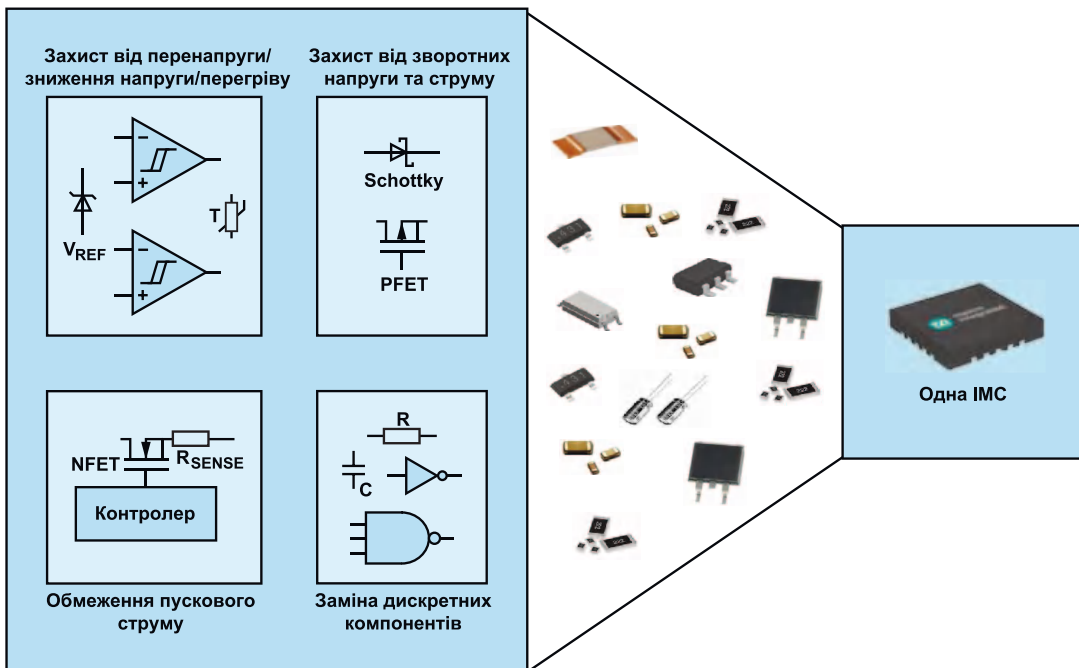 Захист від перенапруги/
зниження напруги/перегріву
Захист від зворотних
напруги та струму
T
VREF
Schottky
PFET
NFET
RSENSE
Контролер
R
C
Обмеження пускового
струму
Заміна дискретних
компонентів
Одна ІМС